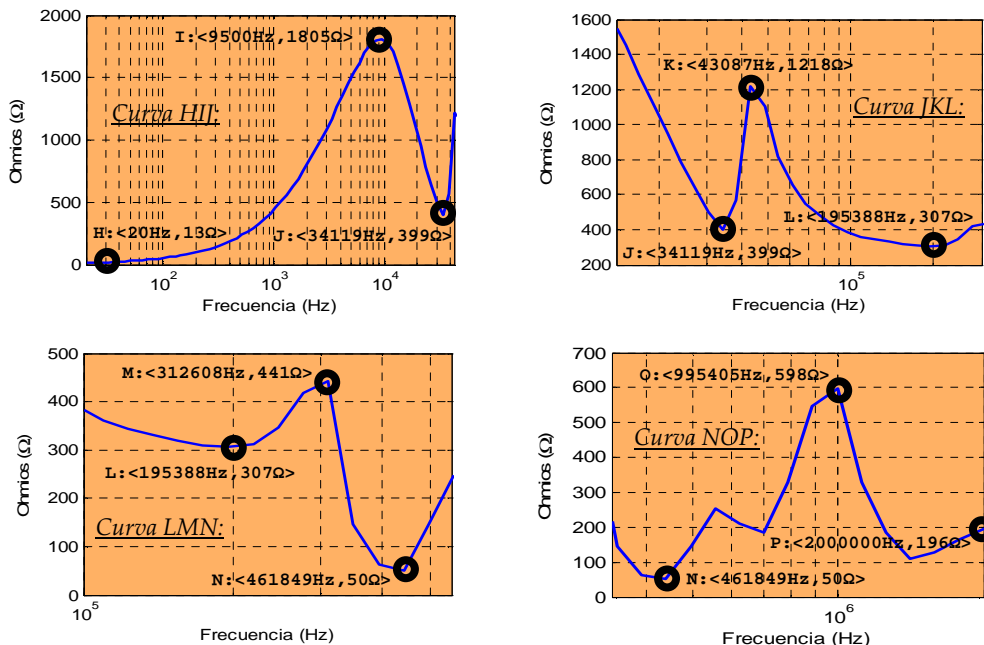 2000
1500
1000
500
0
Ohmios (Ω)
I:<9500Hz,1805Ω>
Curva HIJ:
H:<20Hz,13Ω>
J:<34119Hz,399Ω>
10²
10³
10⁴
Frecuencia (Hz)
1600
1400
1200
1000
800
600
400
200
Ohmios (Ω)
K:<43087Hz,1218Ω>
Curva JKL:
L:<195388Hz,307Ω>
J:<34119Hz,399Ω>
10⁵
Frecuencia (Hz)
500
400
300
200
100
0
Ohmios (Ω)
M:<312608Hz,441Ω>
L:<195388Hz,307Ω>
Curva LMN:
N:<461849Hz,50Ω>
10⁵
Frecuencia (Hz)
700
600
500
400
300
200
100
0
Ohmios (Ω)
O:<995405Hz,598Ω>
Curva NOP:
P:<2000000Hz,196Ω>
N:<461849Hz,50Ω>
10⁶
Frecuencia (Hz)